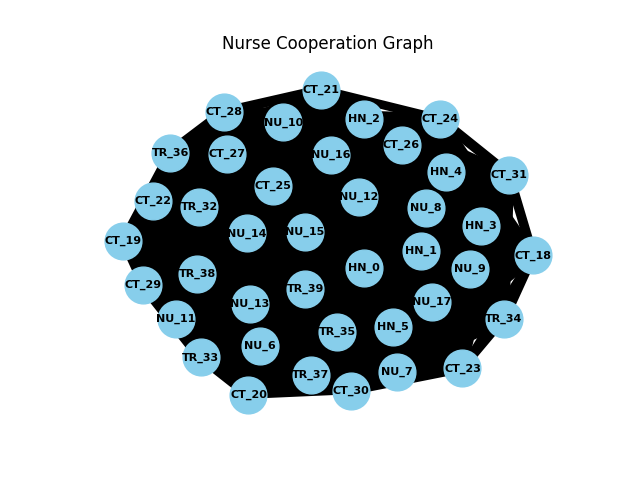 Nurse Cooperation Graph
CT_21
CT_28
NU_10
HN_2
CT_24
CT_26
TR_36
CT_27
NU_16
HN_4
CT_31
CT_25
CT_22
TR_32
NU_12
NU_8
HN_3
NU_14
NU_15
CT_19
HN_1
CT_18
HN_0
NU_9
TR_38
CT_29
TR_39
NU_13
NU_17
NU_11
TR_34
HN_5
TR_35
NU_6
TR_33
CT_23
NU_7
TR_37
CT_30
CT_20